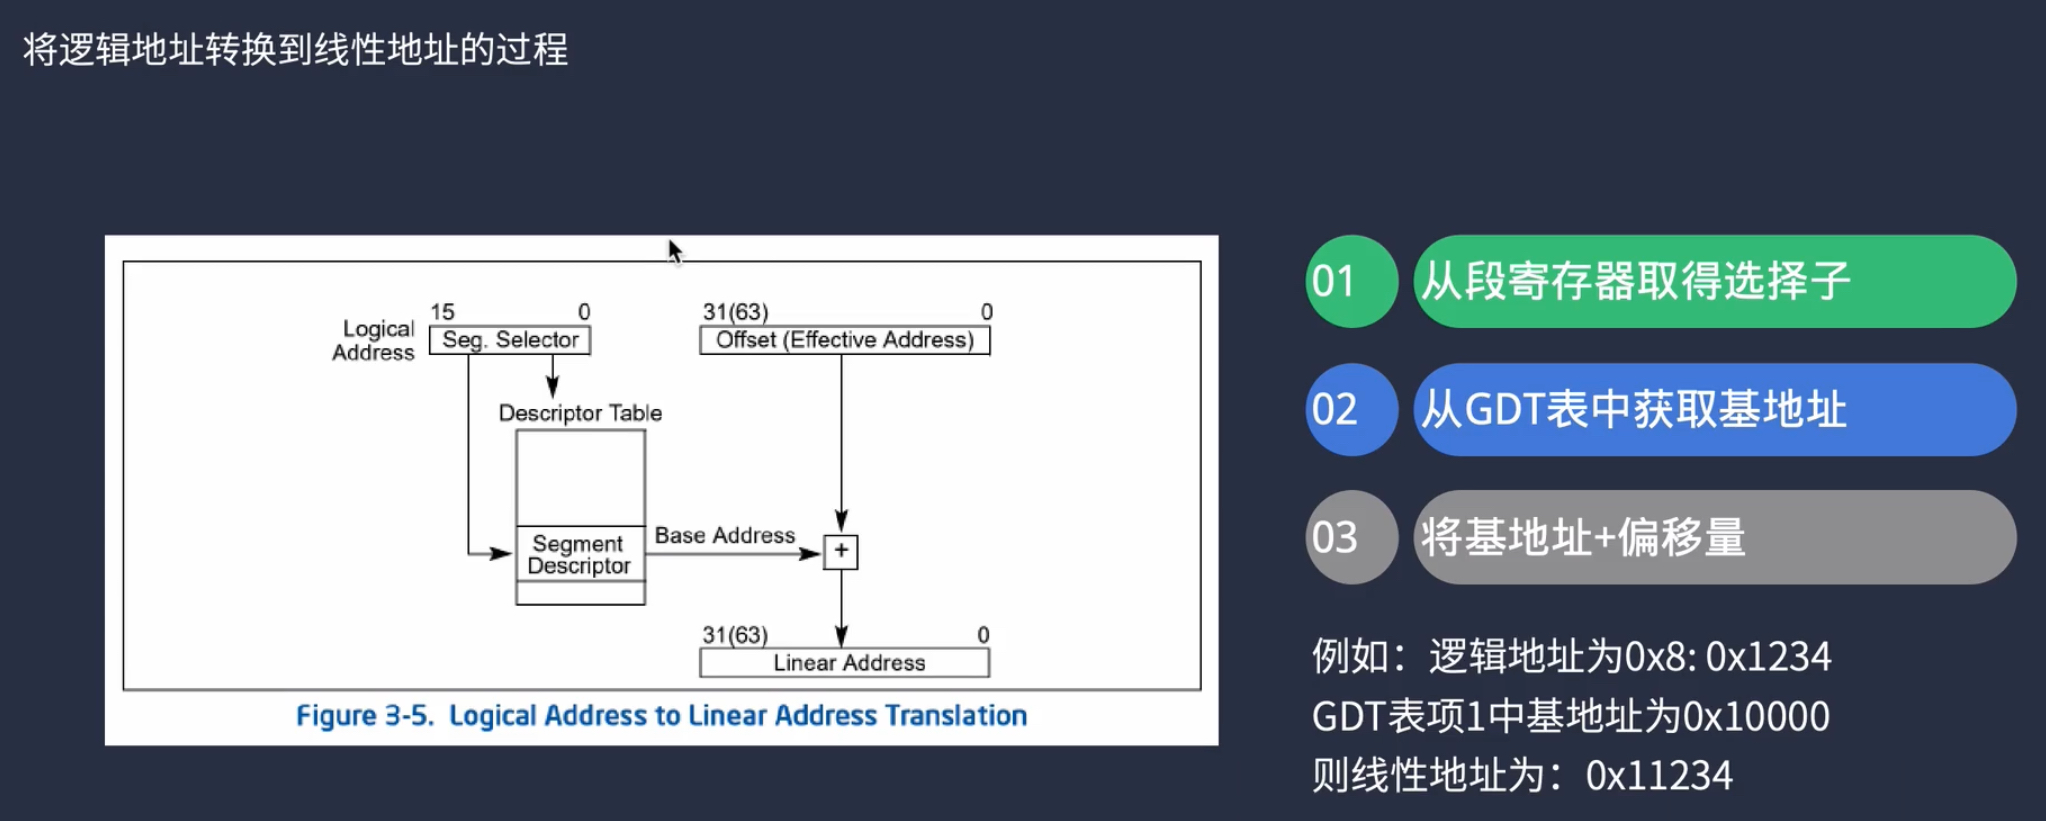 将逻辑地址转换到线性地址的过程
15 0
31(63) 0
Logical
Address
Seg. Selector
Offset (Effective Address)
Descriptor Table
Segment
Descriptor
Base Address
+
31(63) 0
Linear Address
Figure 3-5. Logical Address to Linear Address Translation
01 从段寄存器取得选择子
02 从GDT表中获取基地址
03 将基地址+偏移量
例如：逻辑地址为0x8: 0x1234
GDT表项1中基地址为0x10000
则线性地址为：0x11234